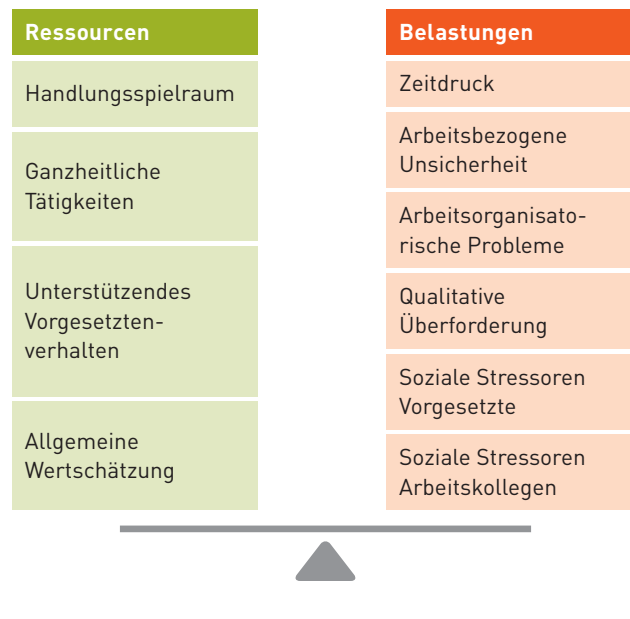 Ressourcen
Handlungsspielraum
Ganzheitliche
Tätigkeiten
Unterstützendes
Vorgesetzten-
verhalten
Allgemeine
Wertschätzung
Belastungen
Zeitdruck
Arbeitsbezogene
Unsicherheit
Arbeitsorganisato-
rische Probleme
Qualitative
Überforderung
Soziale Stressoren
Vorgesetzte
Soziale Stressoren
Arbeitskollegen